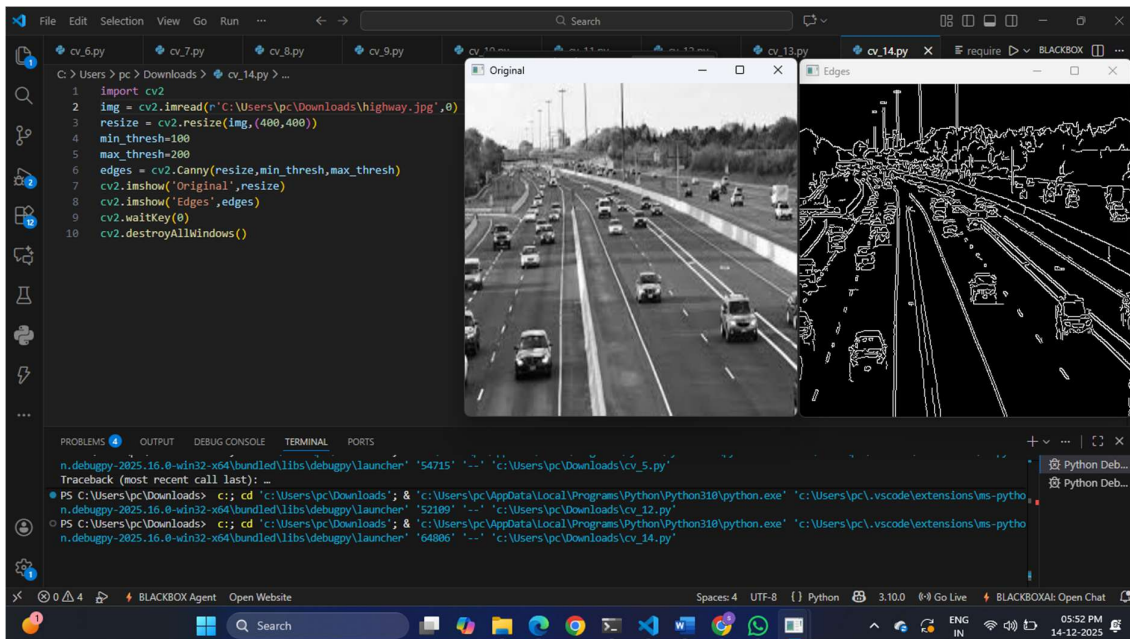 File Edit Selection View Go Run ··· Search
cv_6.py cv_7.py cv_8.py cv_9.py cv_13.py cv_14.py require BLACKBOX
C: > Users > pc > Downloads > cv_14.py > ...
1 import cv2
2 img = cv2.imread(r'C:\Users\pc\Downloads\highway.jpg',0)
3 resize = cv2.resize(img,(400,400))
4 min_thresh=100
5 max_thresh=200
6 edges = cv2.Canny(resize,min_thresh,max_thresh)
7 cv2.imshow('Original',resize)
8 cv2.imshow('Edges',edges)
9 cv2.waitKey(0)
10 cv2.destroyAllWindows()
Original
Edges
PROBLEMS 4 OUTPUT DEBUG CONSOLE TERMINAL PORTS
n.debugpy-2025.16.0-win32-x64\bundled\libs\debugpy\launcher' '54715' '--' 'c:\Users\pc\Downloads\cv_5.py'
Traceback (most recent call last): …
PS C:\Users\pc\Downloads> c:; cd 'c:\Users\pc\Downloads'; & 'c:\Users\pc\AppData\Local\Programs\Python\Python310\python.exe' 'c:\Users\pc\.vscode\extensions\ms-pytho
n.debugpy-2025.16.0-win32-x64\bundled\libs\debugpy\launcher' '52109' '--' 'c:\Users\pc\Downloads\cv_12.py'
PS C:\Users\pc\Downloads> c:; cd 'c:\Users\pc\Downloads'; & 'c:\Users\pc\AppData\Local\Programs\Python\Python310\python.exe' 'c:\Users\pc\.vscode\extensions\ms-pytho
n.debugpy-2025.16.0-win32-x64\bundled\libs\debugpy\launcher' '64806' '--' 'c:\Users\pc\Downloads\cv_14.py'
Python Deb...
Python Deb...
0 4 BLACKBOX Agent Open Website Spaces: 4 UTF-8 {} Python 3.10.0 Go Live BLACKBOXAI: Open Chat
1 Search ENG IN 05:52 PM 14-12-2025